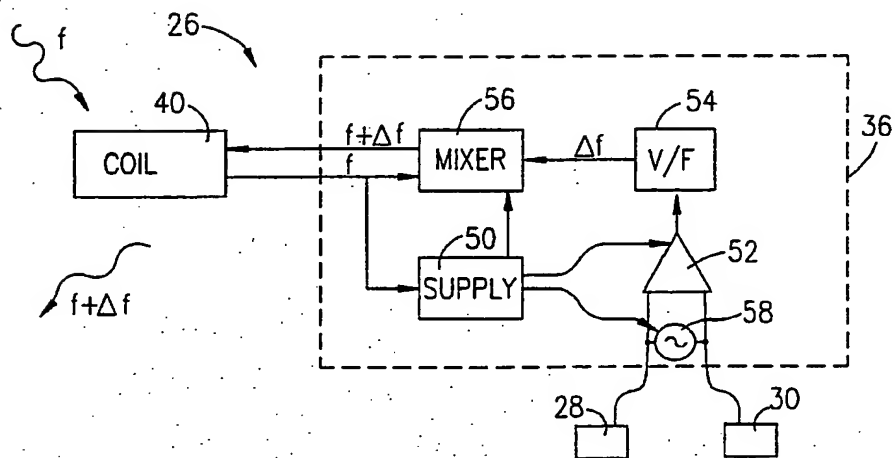 f
26
40
COIL
f+Δf
f
f+Δf
56
MIXER
Δf
54
V/F
36
50
SUPPLY
52
58
28
30